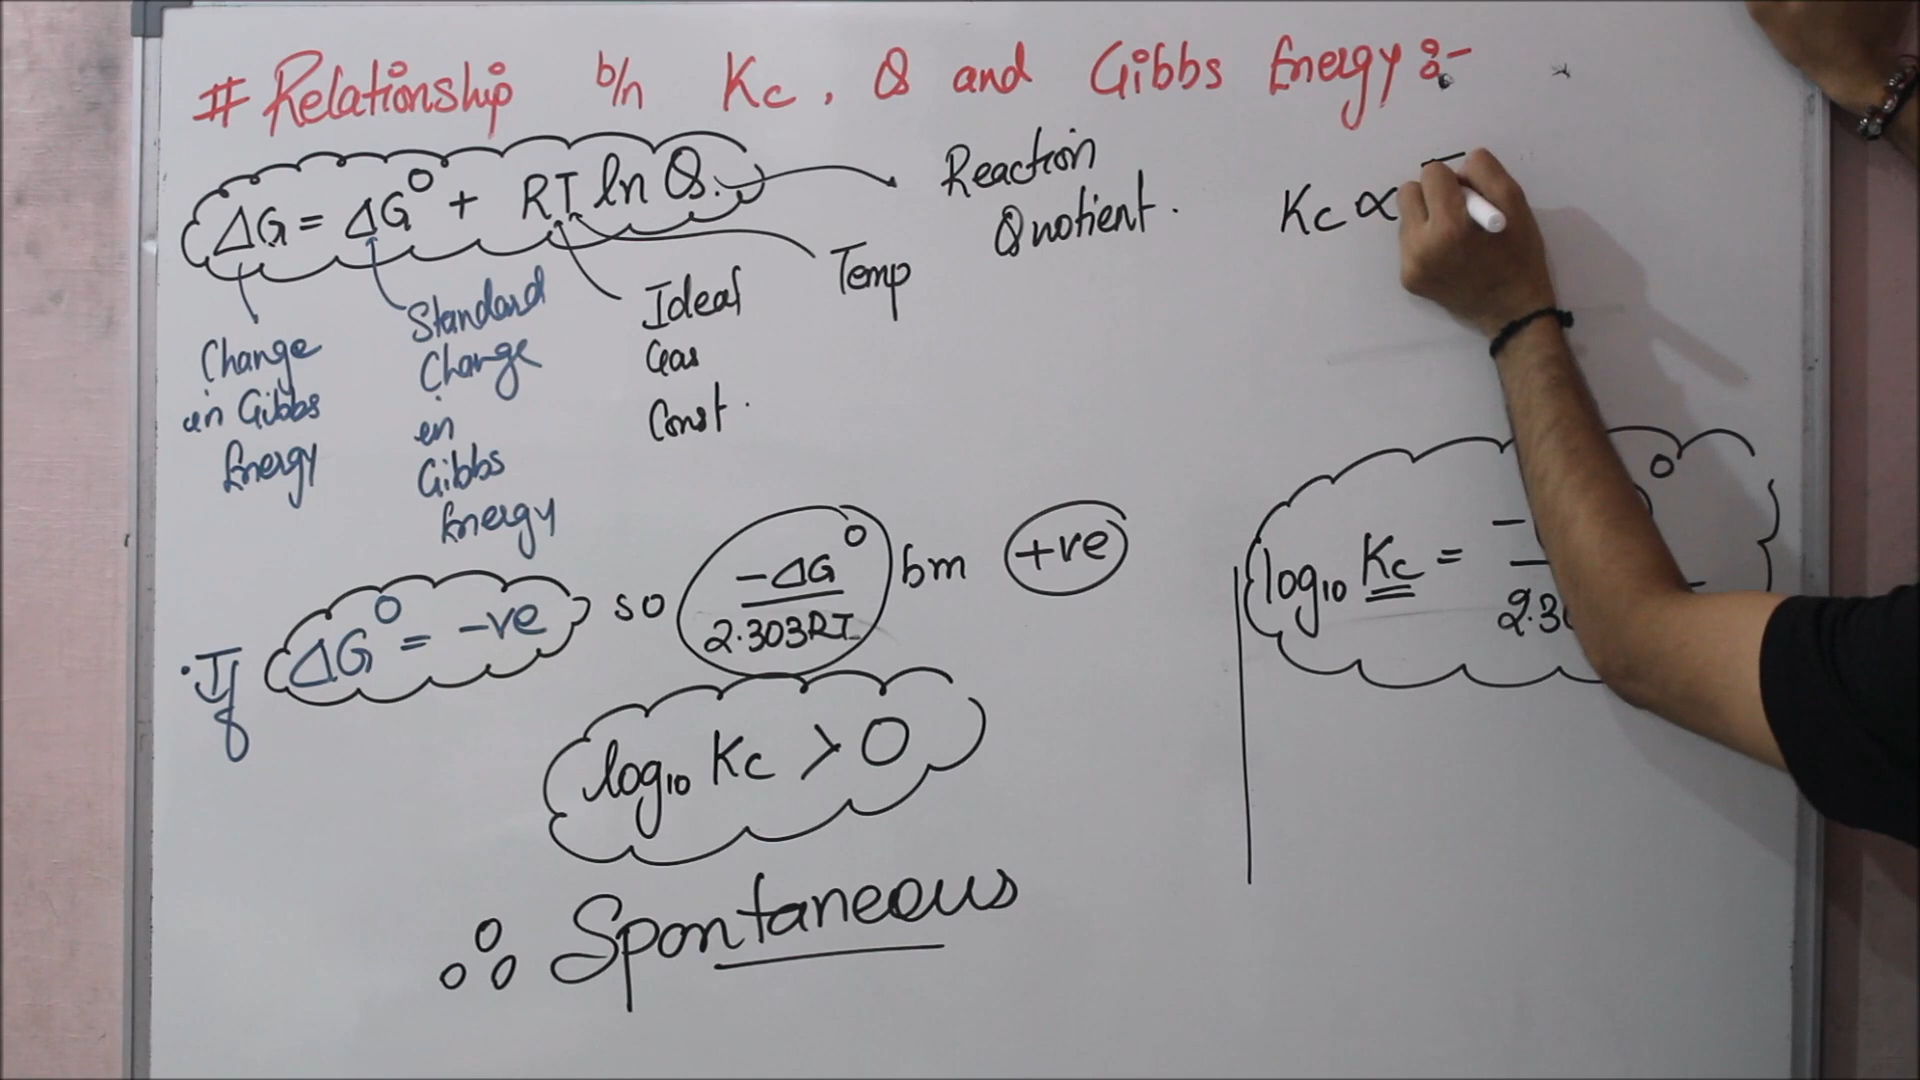 # Relationship b/n Kc, Q and Gibbs Energy :-
ΔG = ΔG° + RT ln Q.
Reaction
Quotient.
Kc ∝
Temp
Ideal
Gas
Const.
Change
in Gibbs
Energy
Standard
Change
in
Gibbs
Energy
• If ΔG° = -ve so -ΔG° / 2.303RT bm +ve
log₁₀ Kc =
log₁₀ Kc > 0
∴ Spontaneous